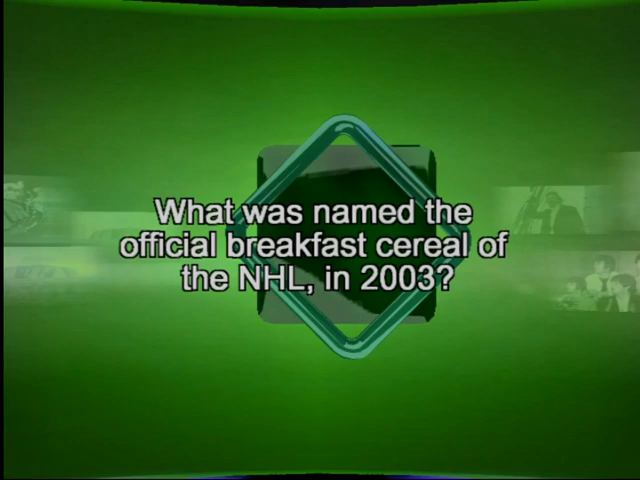 What was named the
official breakfast cereal of
the NHL, in 2003?